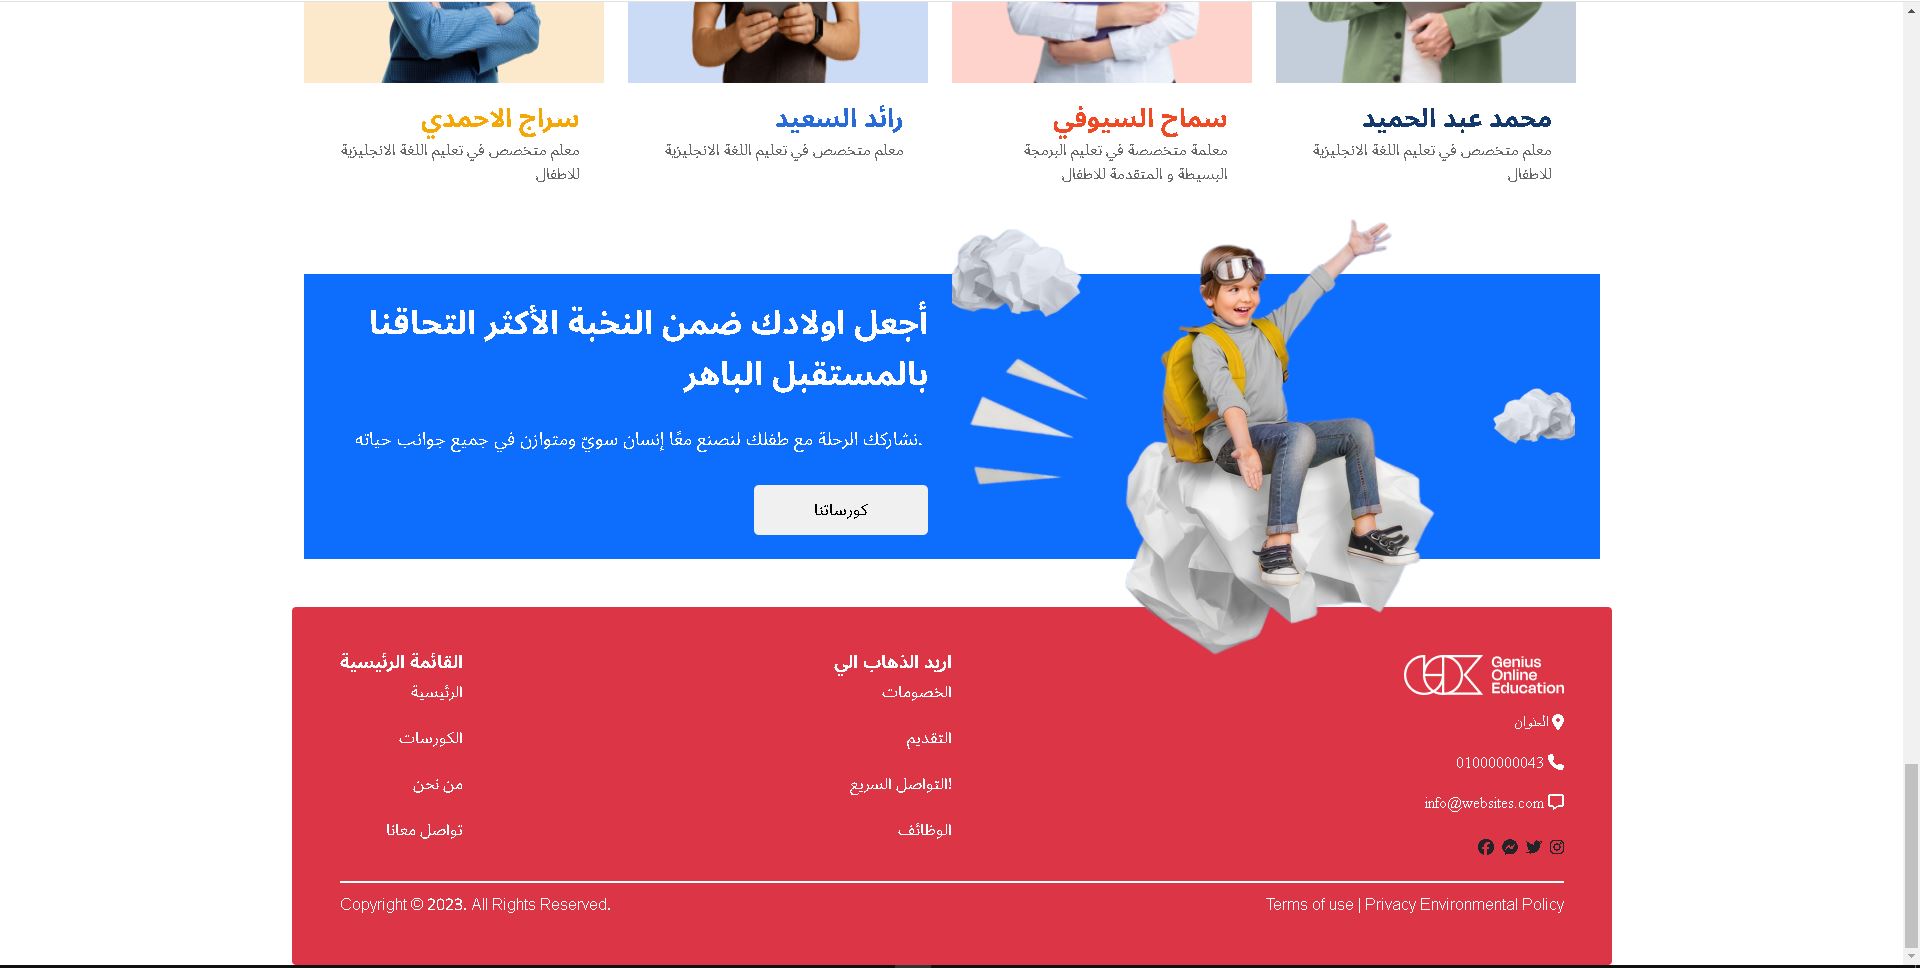 محمد عبد الحميد
معلم متخصص في تعليم اللغة الانجليزية
للاطفال
سماح السيوفي
معلمة متخصصة في تعليم البرمجة
البسيطة و المتقدمة للاطفال
رائد السعيد
معلم متخصص في تعليم اللغة الانجليزية
سراج الاحمدي
معلم متخصص في تعليم اللغة الانجليزية
للاطفال
أجعل اولادك ضمن النخبة الأكثر التحاقنا
بالمستقبل الباهر
.نشاركك الرحلة مع طفلك لنصنع معًا إنسان سويّ ومتوازن في جميع جوانب حياته
كورساتنا
Genius
Online
Education
العنوان
01000000043
info@websites.com
اريد الذهاب الي
الخصومات
التقديم
!التواصل السريع
الوظائف
القائمة الرئيسية
الرئيسية
الكورسات
من نحن
تواصل معانا
Copyright © 2023. All Rights Reserved.
Terms of use | Privacy Environmental Policy